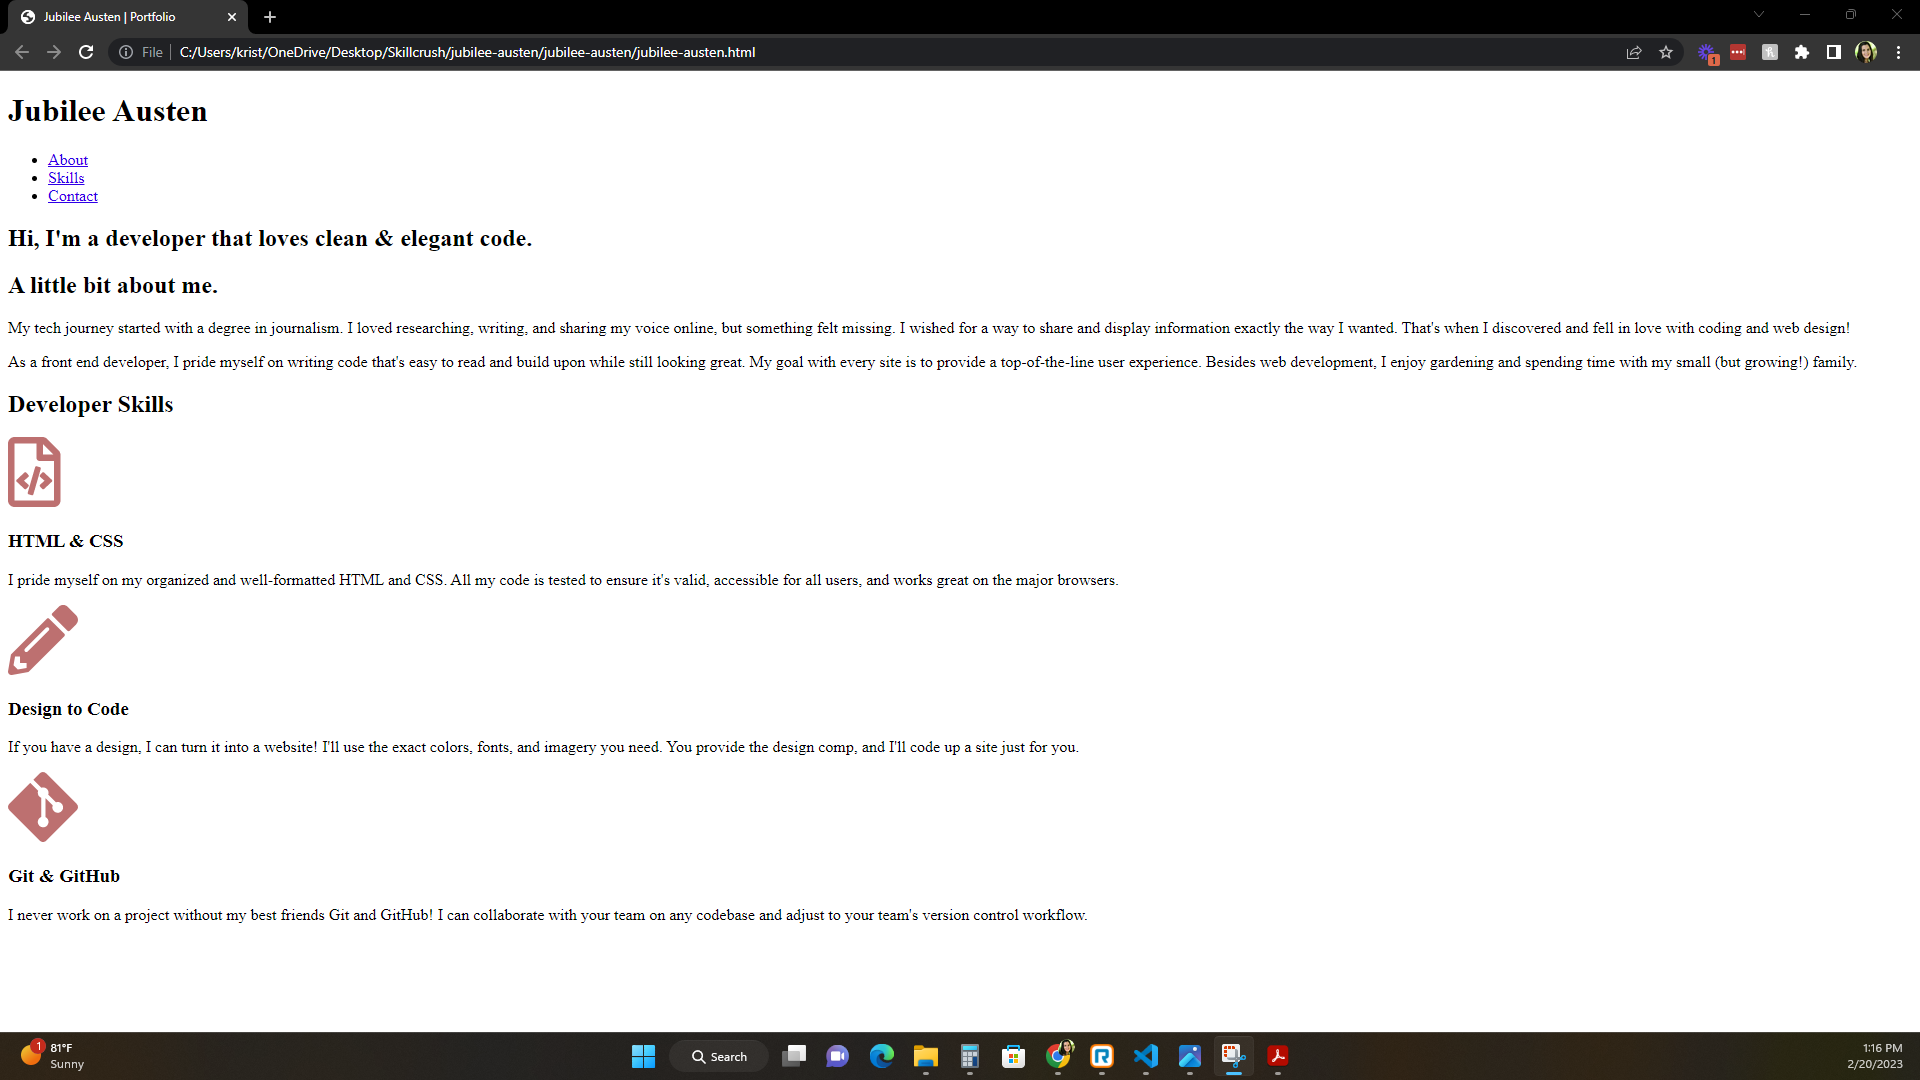 Jubilee Austen | Portfolio
File | C:/Users/krist/OneDrive/Desktop/Skillcrush/jubilee-austen/jubilee-austen/jubilee-austen.html
1
Jubilee Austen
About
Skills
Contact
Hi, I'm a developer that loves clean & elegant code.
A little bit about me.
My tech journey started with a degree in journalism. I loved researching, writing, and sharing my voice online, but something felt missing. I wished for a way to share and display information exactly the way I wanted. That's when I discovered and fell in love with coding and web design!
As a front end developer, I pride myself on writing code that's easy to read and build upon while still looking great. My goal with every site is to provide a top-of-the-line user experience. Besides web development, I enjoy gardening and spending time with my small (but growing!) family.
Developer Skills
</>
HTML & CSS
I pride myself on my organized and well-formatted HTML and CSS. All my code is tested to ensure it's valid, accessible for all users, and works great on the major browsers.
Design to Code
If you have a design, I can turn it into a website! I'll use the exact colors, fonts, and imagery you need. You provide the design comp, and I'll code up a site just for you.
Git & GitHub
I never work on a project without my best friends Git and GitHub! I can collaborate with your team on any codebase and adjust to your team's version control workflow.
1
81°F
Sunny
Search
1:16 PM
2/20/2023